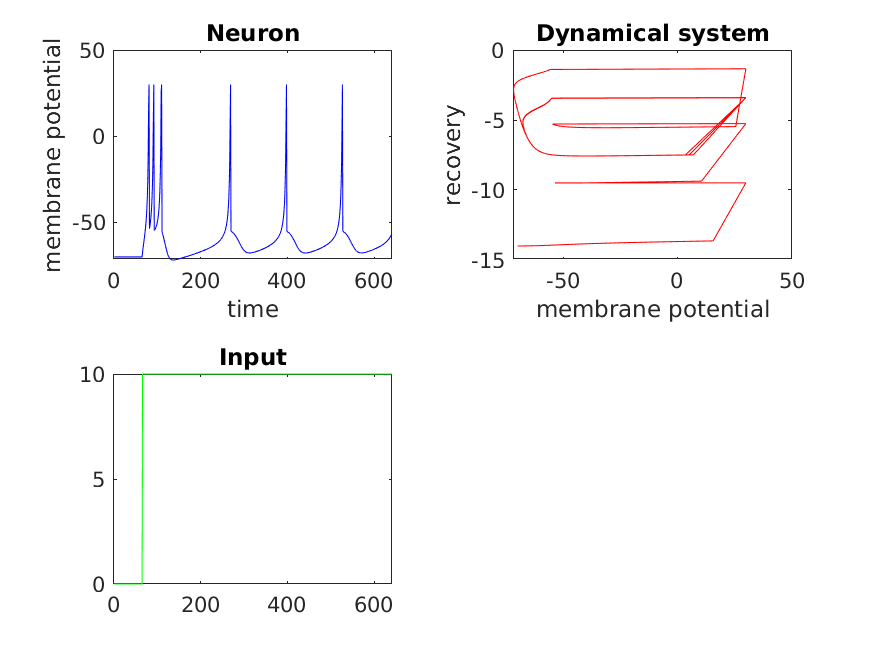 Neuron
membrane potential
50
0
-50
0 200 400 600
time
Dynamical system
recovery
0
-5
-10
-15
-50 0 50
membrane potential
Input
10
5
0
0 200 400 600